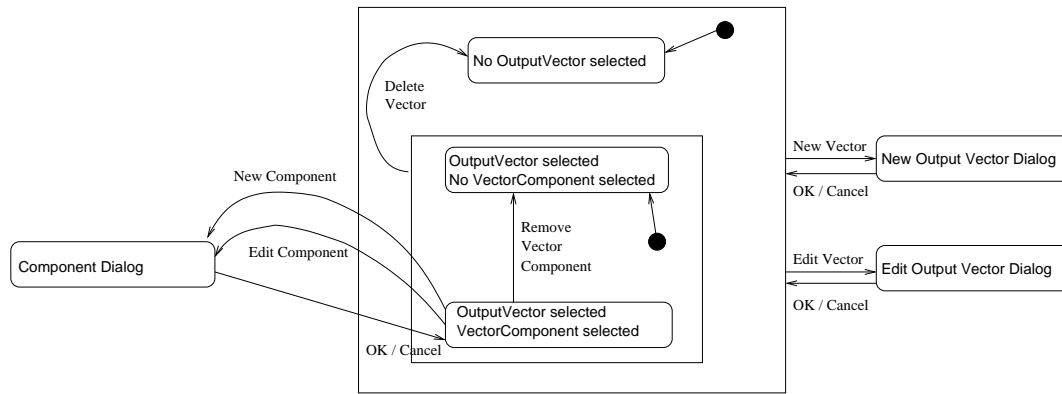 No OutputVector selected
Delete
Vector
OutputVector selected
No VectorComponent selected
New Vector
New Output Vector Dialog
OK / Cancel
New Component
Remove
Vector
Component
Edit Component
Component Dialog
Edit Vector
Edit Output Vector Dialog
OK / Cancel
OutputVector selected
VectorComponent selected
OK / Cancel